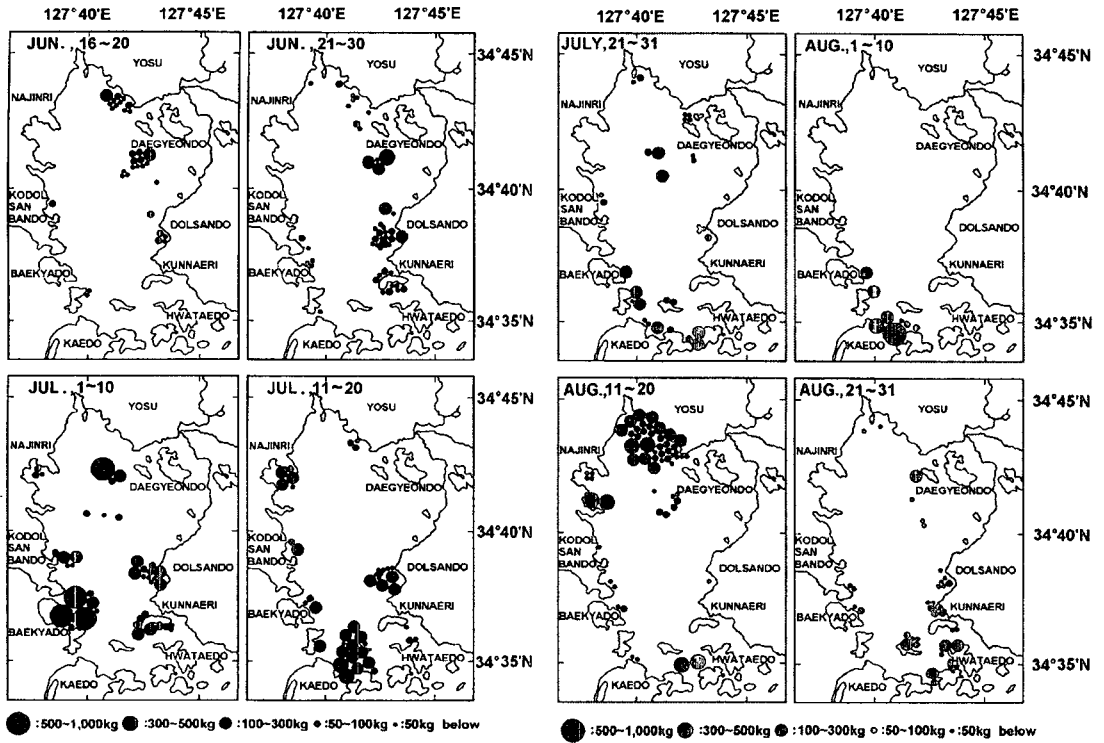 127°40'E 127°45'E 127°40'E 127°45'E
127°40'E 127°45'E 127°40'E 127°45'E
JUN.,16~20
YOSU
NAJINRI
DAEGYEONDO
KODOL
SAN
BANDO
DOLSANDO
BAEKYADO
KUNNAERI
HWATAEDO
KAEDO
JUN.,21~30
YOSU
NAJINRI
DAEGYEONDO
KODOL
SAN
BANDO
DOLSANDO
BAEKYADO
KUNNAERI
HWATAEDO
KAEDO
34°45'N
34°40'N
34°35'N
JULY,21~31
YOSU
NAJINRI
DAEGYEONDO
KODOL
SAN
BANDO
DOLSANDO
BAEKYADO
KUNNAERI
HWATAEDO
KAEDO
AUG.,1~10
YOSU
NAJINRI
DAEGYEONDO
KODOL
SAN
BANDO
DOLSANDO
BAEKYADO
KUNNAERI
HWATAEDO
KAEDO
34°45'N
34°40'N
34°35'N
JUL.,1~10
YOSU
NAJINRI
DAEGYEONDO
KODOL
SAN
BANDO
DOLSANDO
BAEKYADO
KUNNAERI
HWATAEDO
KAEDO
JUL.,11~20
YOSU
NAJINRI
DAEGYEONDO
KODOL
SAN
BANDO
DOLSANDO
BAEKYADO
KUNNAERI
HWATAEDO
KAEDO
34°45'N
34°40'N
34°35'N
AUG.,11~20
YOSU
NAJINRI
DAEGYEONDO
KODOL
SAN
BANDO
DOLSANDO
BAEKYADO
KUNNAERI
HWATAEDO
KAEDO
AUG.,21~31
YOSU
NAJINRI
DAEGYEONDO
KODOL
SAN
BANDO
DOLSANDO
BAEKYADO
KUNNAERI
HWATAEDO
KAEDO
34°45'N
34°40'N
34°35'N
:500~1,000kg :300~500kg :100~300kg :50~100kg :50kg below
:500~1,000kg :300~500kg :100~300kg :50~100kg :50kg below